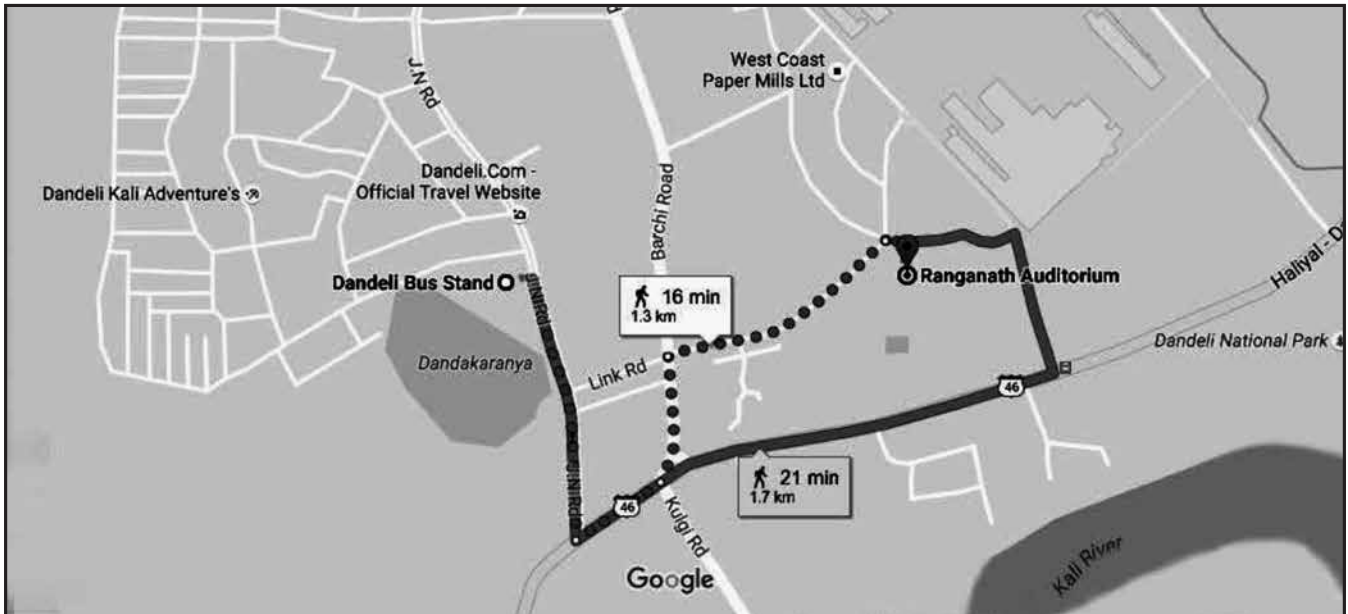 West Coast
Paper Mills Ltd
J.N Rd
Dandeli.Com -
Official Travel Website
Dandeli Kali Adventure's
Barchi Road
Dandeli Bus Stand
J.N Rd
16 min
1.3 km
Ranganath Auditorium
Haliyal - D
Dandeli National Park
Dandakaranya
Link Rd
46
21 min
1.7 km
J.N Rd
46
Kulgi Rd
Kali River
Google